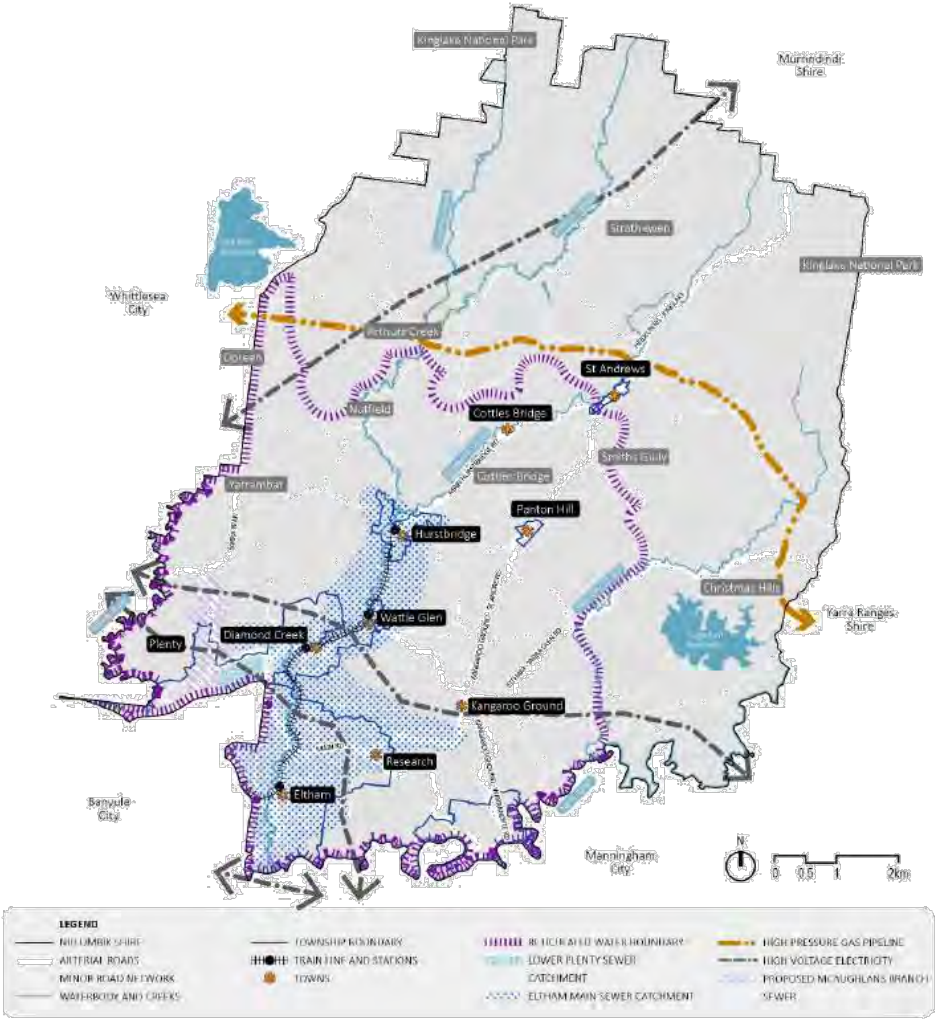 Kinglake National Park
Murrindindi
Shire
Strathewen
Kinglake National Park
Whittlesea
City
Arthurs Creek
Doreen
St Andrews
Nutfield
Cottles Bridge
Smiths Gully
Cottles Bridge
Yarrambat
Panton Hill
Hurstbridge
Christmas Hills
Yarra Ranges
Shire
Wattle Glen
Diamond Creek
Plenty
Kangaroo Ground
Research
Eltham
Banyule
City
Manningham
City
N
0 0.5 1 2km
LEGEND
NILLUMBIK SHIRE
ARTERIAL ROADS
MINOR ROAD NETWORK
WATERBODY AND CREEKS
TOWNSHIP BOUNDARY
TRAIN LINE AND STATIONS
TOWNS
RETICULATED WATER BOUNDARY
LOWER PLENTY SEWER
CATCHMENT
ELTHAM MAIN SEWER CATCHMENT
HIGH PRESSURE GAS PIPELINE
HIGH VOLTAGE ELECTRICITY
PROPOSED MCAUGHLANS BRANCH
SEWER